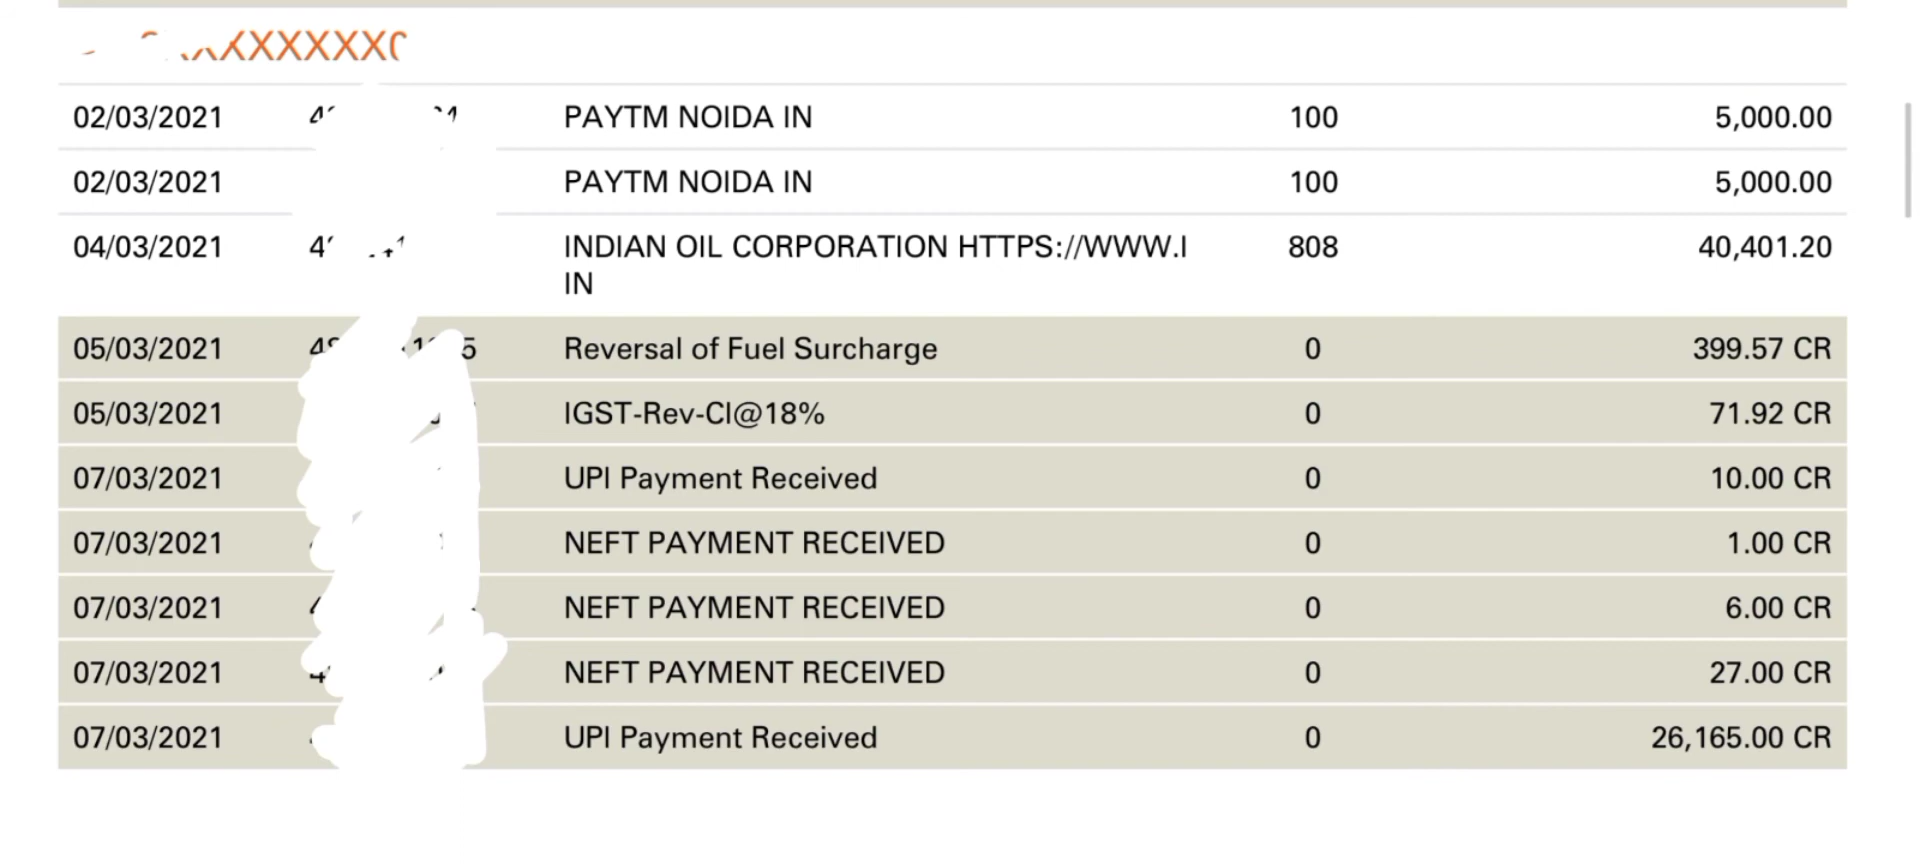 XXXXXXX
02/03/2021 PAYTM NOIDA IN 100 5,000.00
02/03/2021 PAYTM NOIDA IN 100 5,000.00
04/03/2021 INDIAN OIL CORPORATION HTTPS://WWW.I 808 40,401.20
IN
05/03/2021 Reversal of Fuel Surcharge 0 399.57 CR
05/03/2021 IGST-Rev-CI@18% 0 71.92 CR
07/03/2021 UPI Payment Received 0 10.00 CR
07/03/2021 NEFT PAYMENT RECEIVED 0 1.00 CR
07/03/2021 NEFT PAYMENT RECEIVED 0 6.00 CR
07/03/2021 NEFT PAYMENT RECEIVED 0 27.00 CR
07/03/2021 UPI Payment Received 0 26,165.00 CR